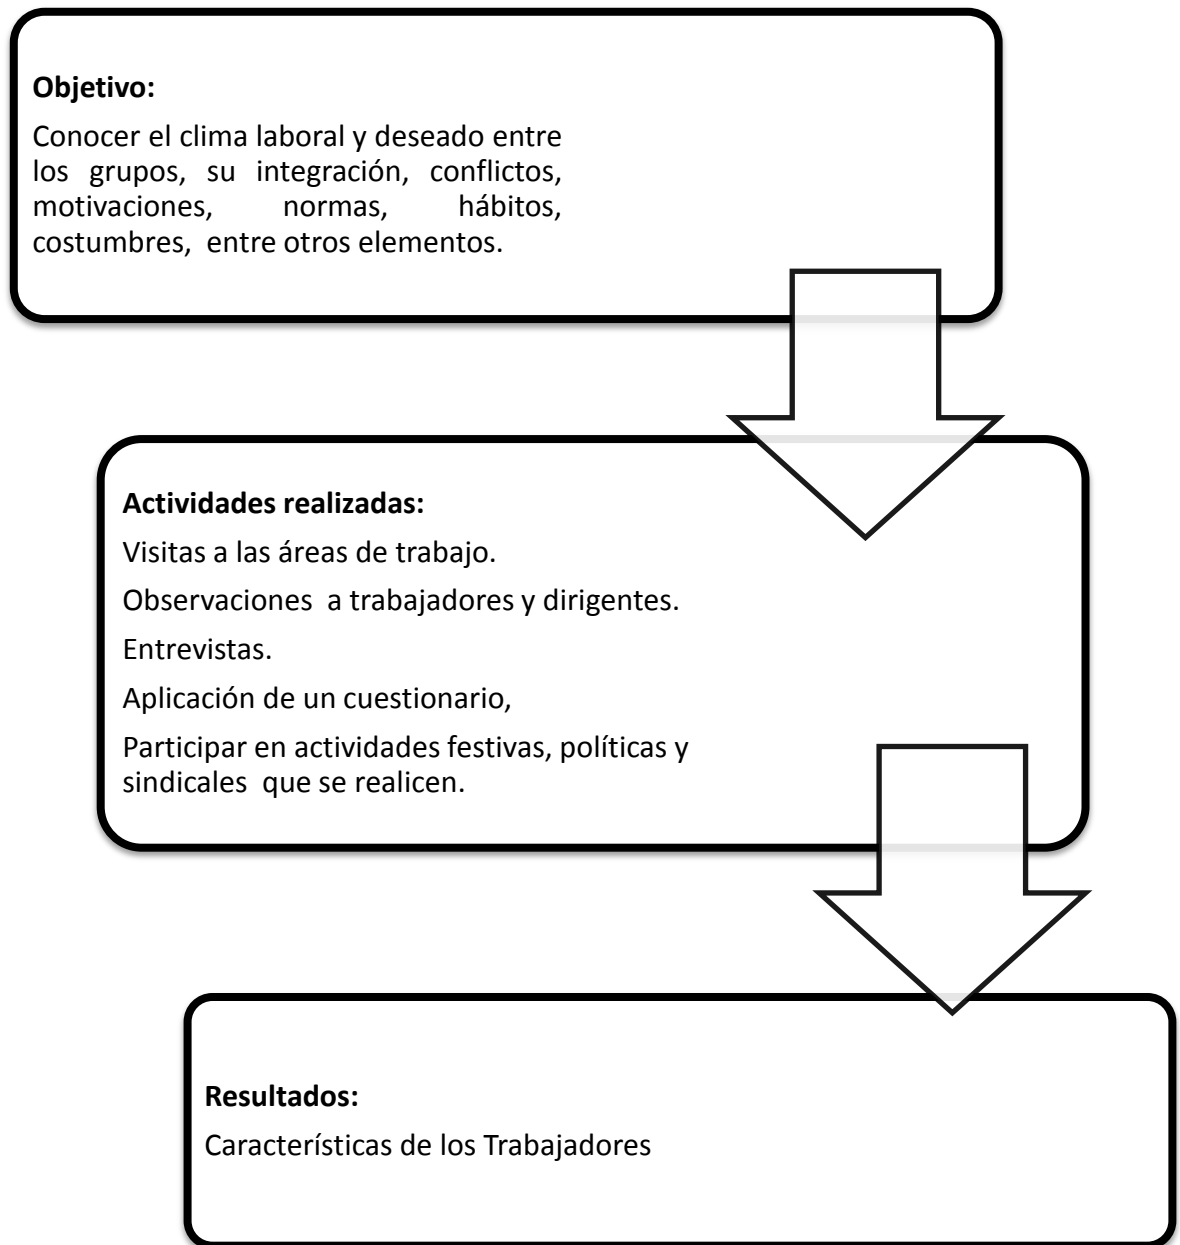 Objetivo:
Conocer el clima laboral y deseado entre
los grupos, su integración, conflictos,
motivaciones, normas, hábitos,
costumbres, entre otros elementos.
Actividades realizadas:
Visitas a las áreas de trabajo.
Observaciones a trabajadores y dirigentes.
Entrevistas.
Aplicación de un cuestionario,
Participar en actividades festivas, políticas y
sindicales que se realicen.
Resultados:
Característícas de los Trabajadores